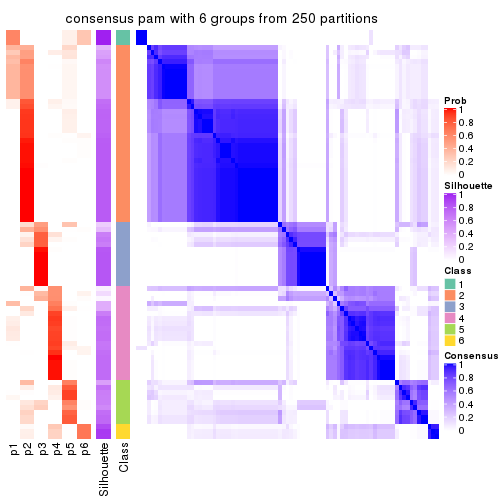 consensus pam with 6 groups from 250 partitions
Prob
1
0.8
0.6
0.4
0.2
0
Silhouette
1
0.8
0.6
0.4
0.2
0
Class
1
2
3
4
5
6
Consensus
1
0.8
0.6
0.4
0.2
0
p1
p2
p3
p4
p5
p6
Silhouette
Class